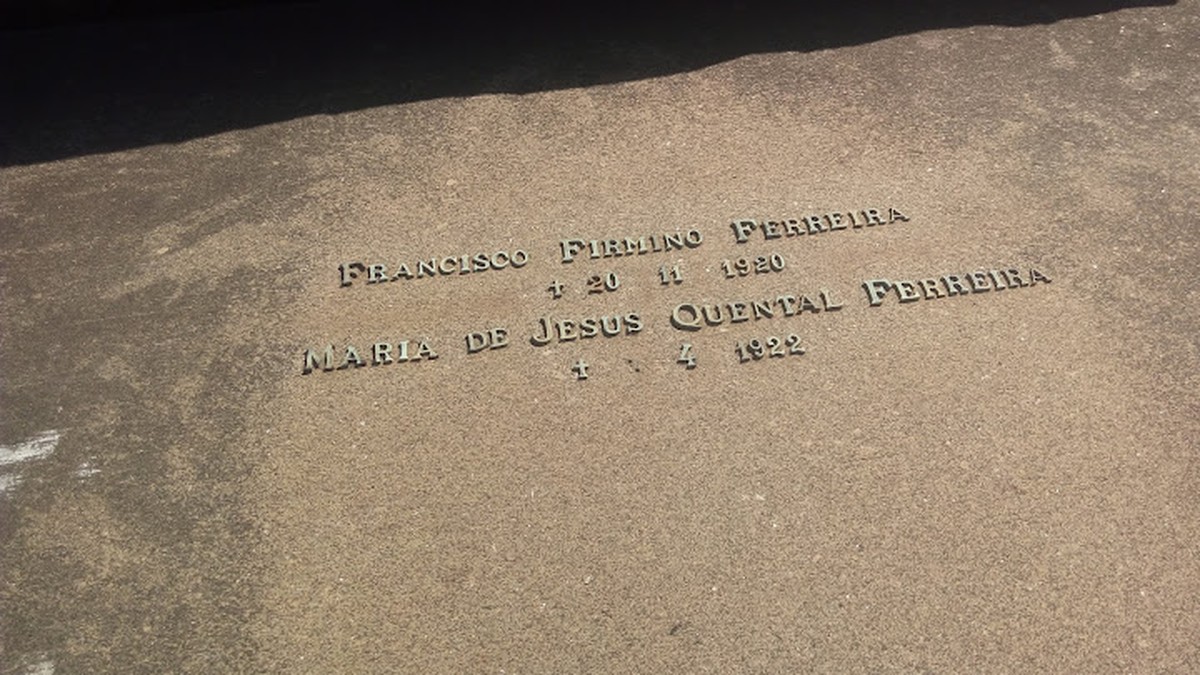 FRANCISCO FIRMINO FERREIRA
✝ 20 11 1920
MARIA DE JESUS QUENTAL FERREIRA
✝ 4 1922